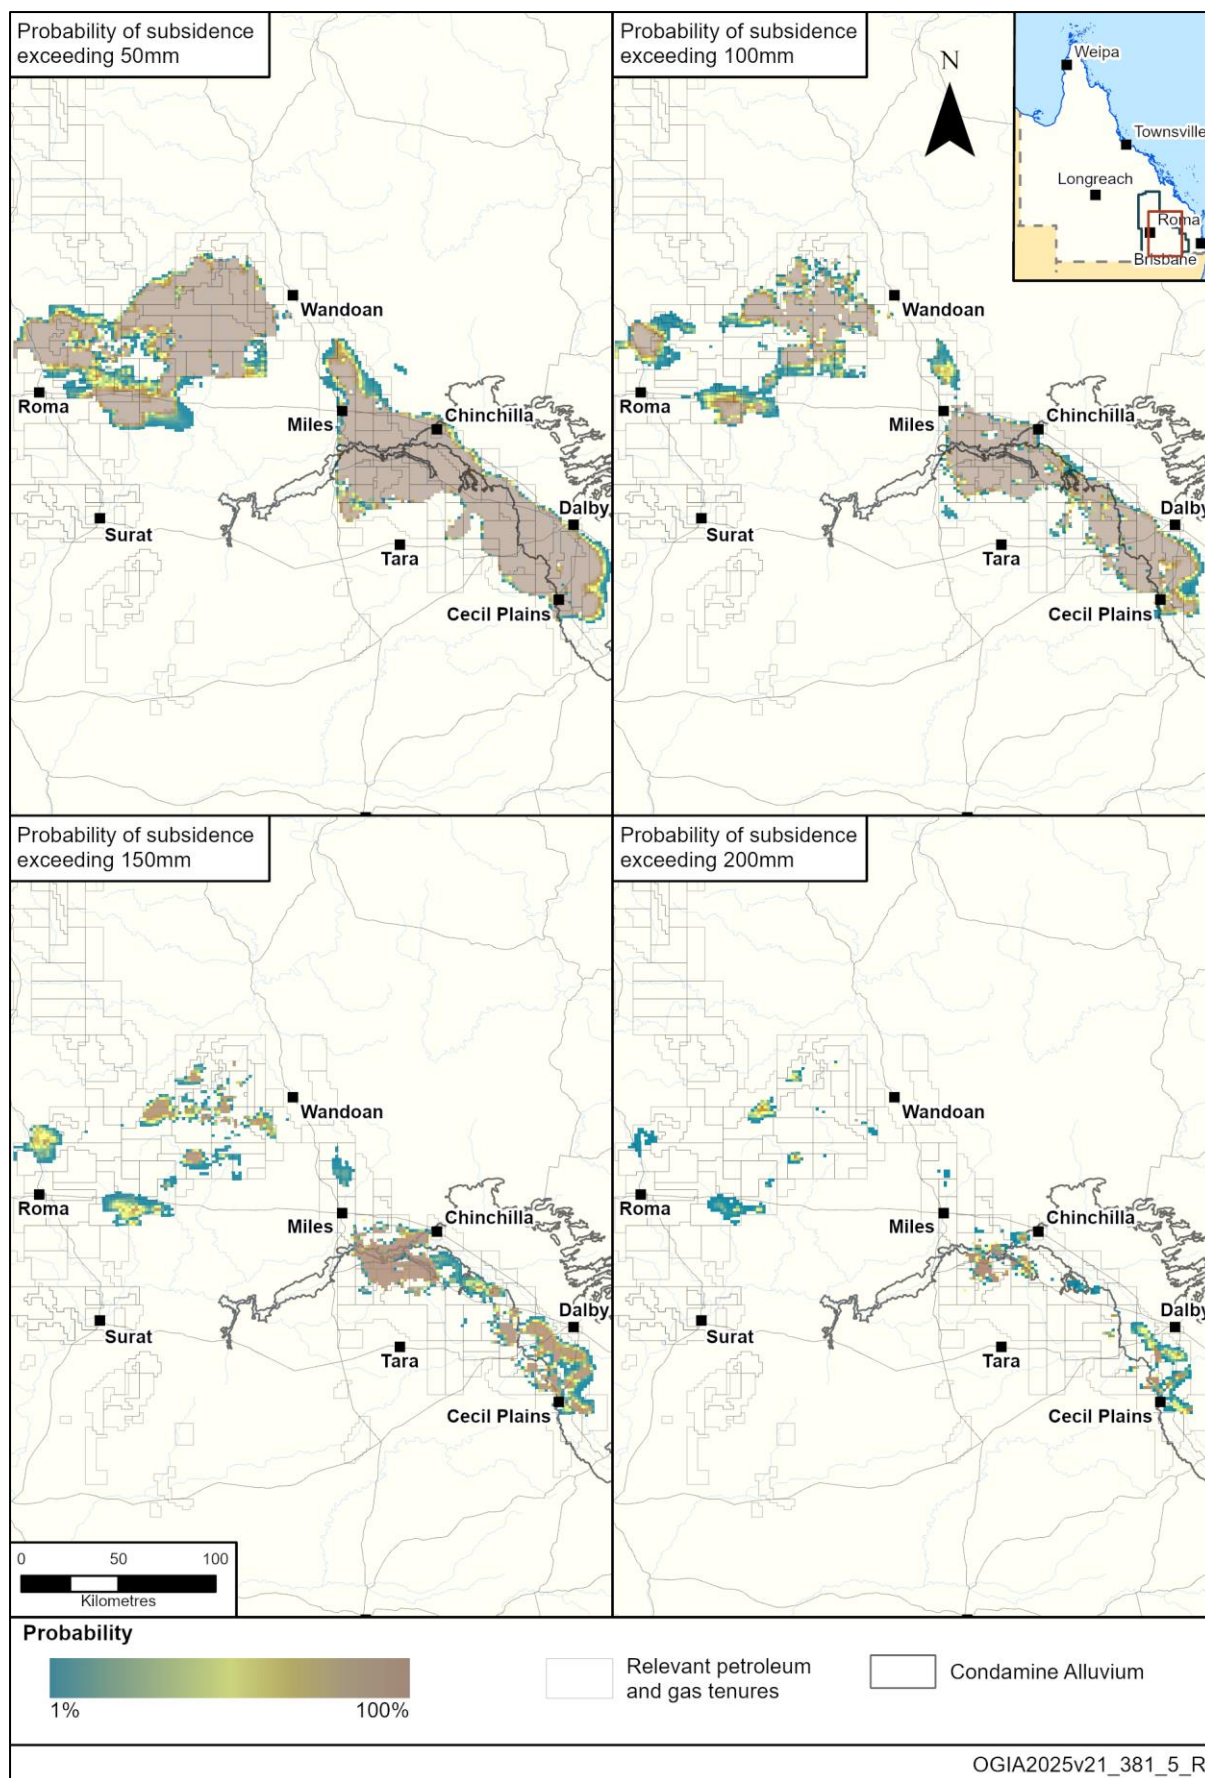 Probability of subsidence
exceeding 50mm
Wandoan
Roma
Miles
Chinchilla
Surat
Tara
Dalby
Cecil Plains
Probability of subsidence
exceeding 100mm
N
Weipa
Townsville
Longreach
Roma
Brisbane
Wandoan
Roma
Miles
Chinchilla
Surat
Tara
Dalby
Cecil Plains
Probability of subsidence
exceeding 150mm
Wandoan
Roma
Miles
Chinchilla
Surat
Tara
Dalby
Cecil Plains
0 50 100
Kilometres
Probability of subsidence
exceeding 200mm
Wandoan
Roma
Miles
Chinchilla
Surat
Tara
Dalby
Cecil Plains
Probability
1% 100%
Relevant petroleum
and gas tenures
Condamine Alluvium
OGIA2025v21_381_5_R